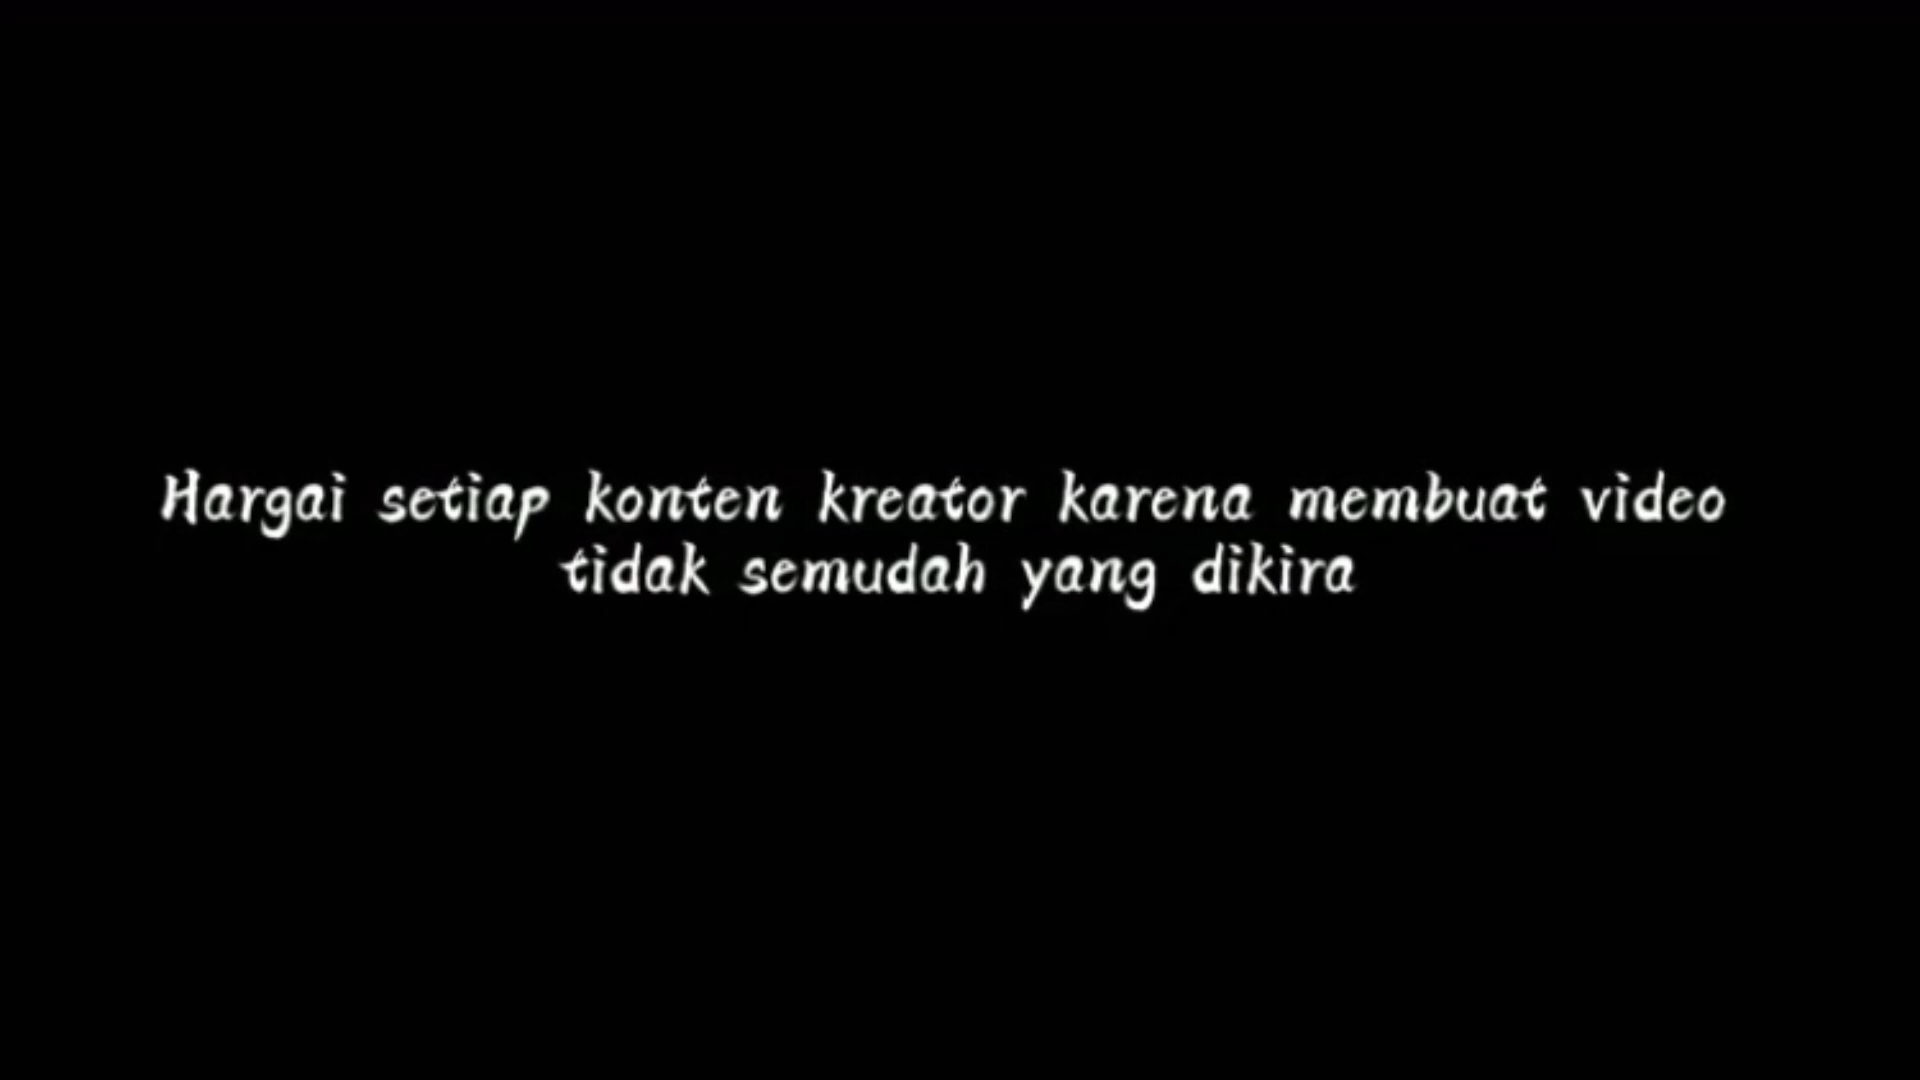 Hargai setiap konten kreator karena membuat video
tidak semudah yang dikira